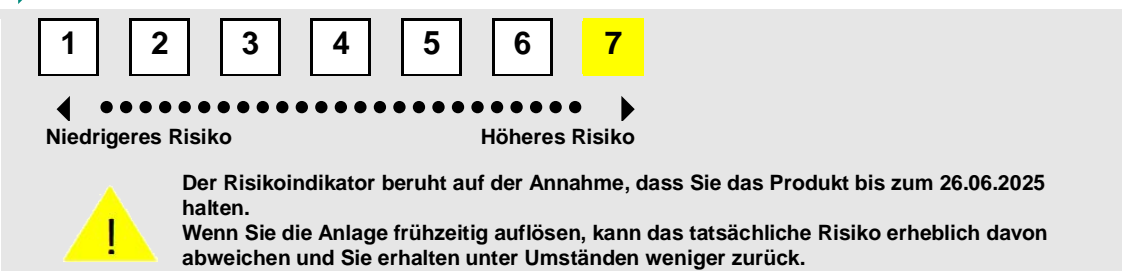 1 2 3 4 5 6 7
Niedrigeres Risiko Höheres Risiko
!
Der Risikoindikator beruht auf der Annahme, dass Sie das Produkt bis zum 26.06.2025
halten.
Wenn Sie die Anlage frühzeitig auflösen, kann das tatsächliche Risiko erheblich davon
abweichen und Sie erhalten unter Umständen weniger zurück.